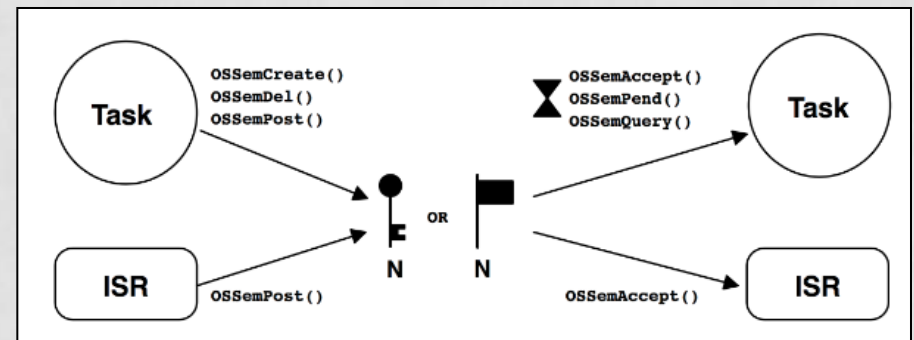 Task
OSSemCreate()
OSSemDel()
OSSemPost()
OSSemAccept()
OSSemPend()
OSSemQuery()
Task
OR
N
N
ISR
OSSemPost()
OSSemAccept()
ISR